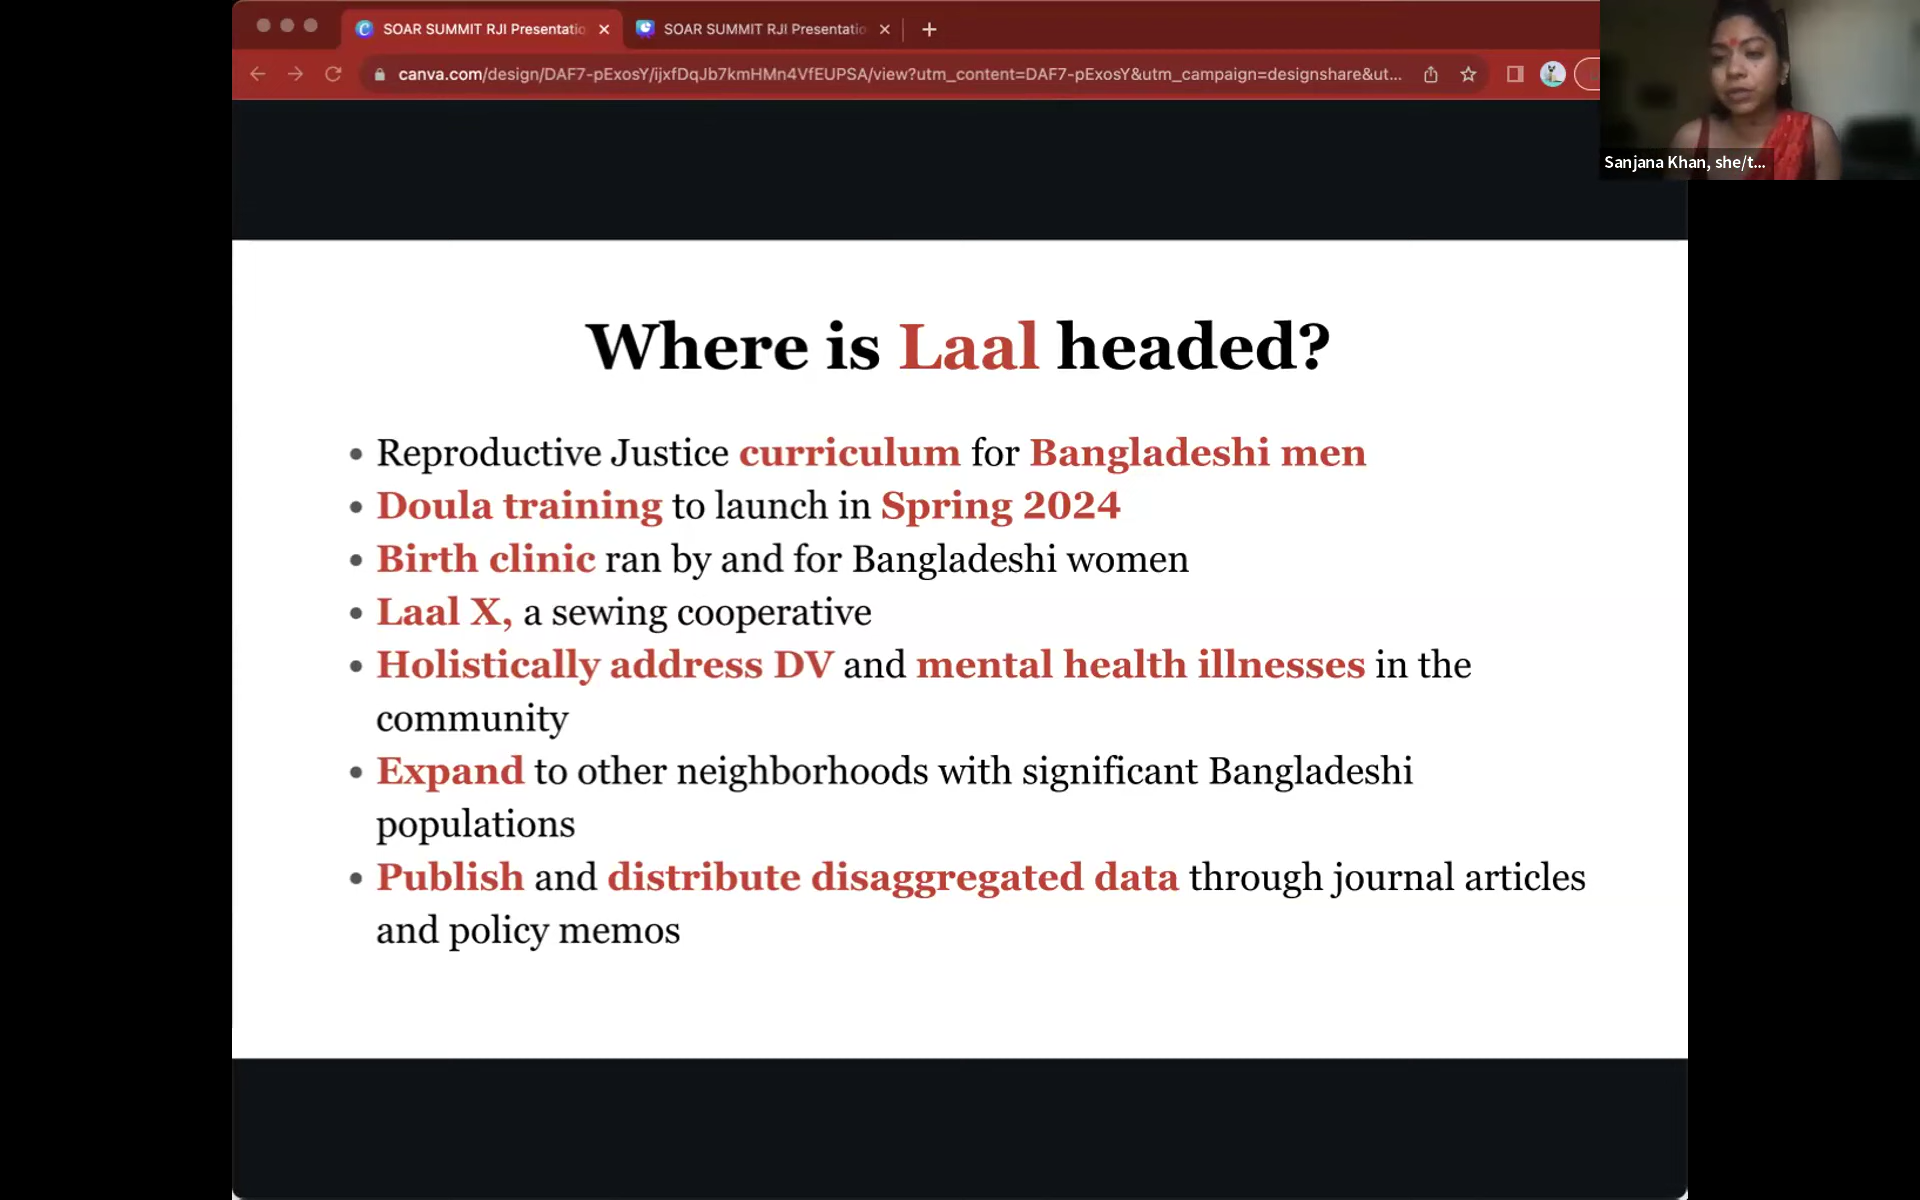 SOAR SUMMIT RJI Presentatio
SOAR SUMMIT RJI Presentatio
canva.com/design/DAF7-pExosY/ijxfDqJb7kmHMn4VfEUPSA/view?utm_content=DAF7-pExosY&utm_campaign=designshare&ut...
Sanjana Khan, she/t...
Where is Laal headed?
• Reproductive Justice curriculum for Bangladeshi men
• Doula training to launch in Spring 2024
• Birth clinic ran by and for Bangladeshi women
• Laal X, a sewing cooperative
• Holistically address DV and mental health illnesses in the
community
• Expand to other neighborhoods with significant Bangladeshi
populations
• Publish and distribute disaggregated data through journal articles
and policy memos